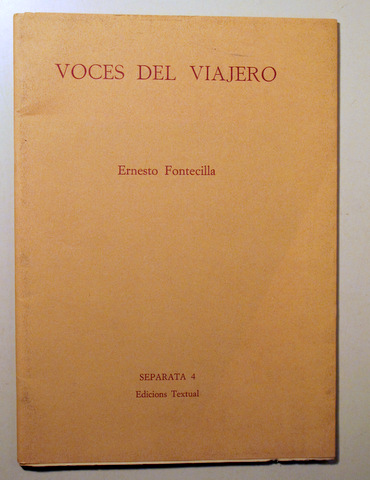 VOCES DEL VIAJERO
Ernesto Fontecilla
SEPARATA 4
Edicions Textual